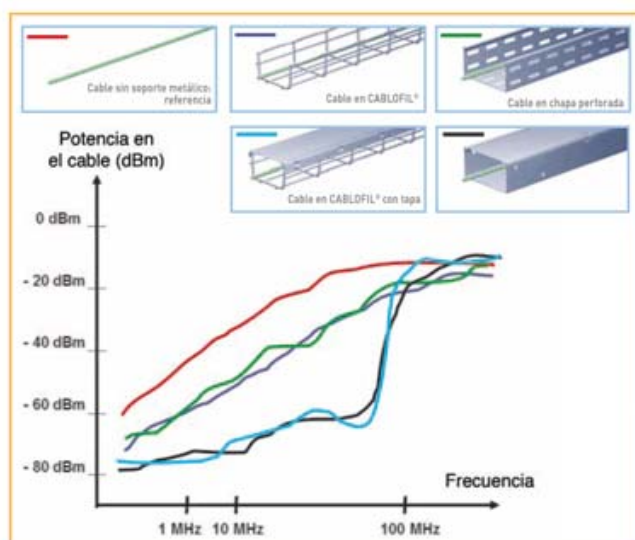 Cable sin soporte metálico:
referencia
Cable en CABLOFIL®
Cable en chapa perforada
Cable en CABLOFIL® con tapa
Potencia en
el cable (dBm)
0 dBm
- 20 dBm
- 40 dBm
- 60 dBm
- 80 dBm
Frecuencia
1 MHz
10 MHz
100 MHz